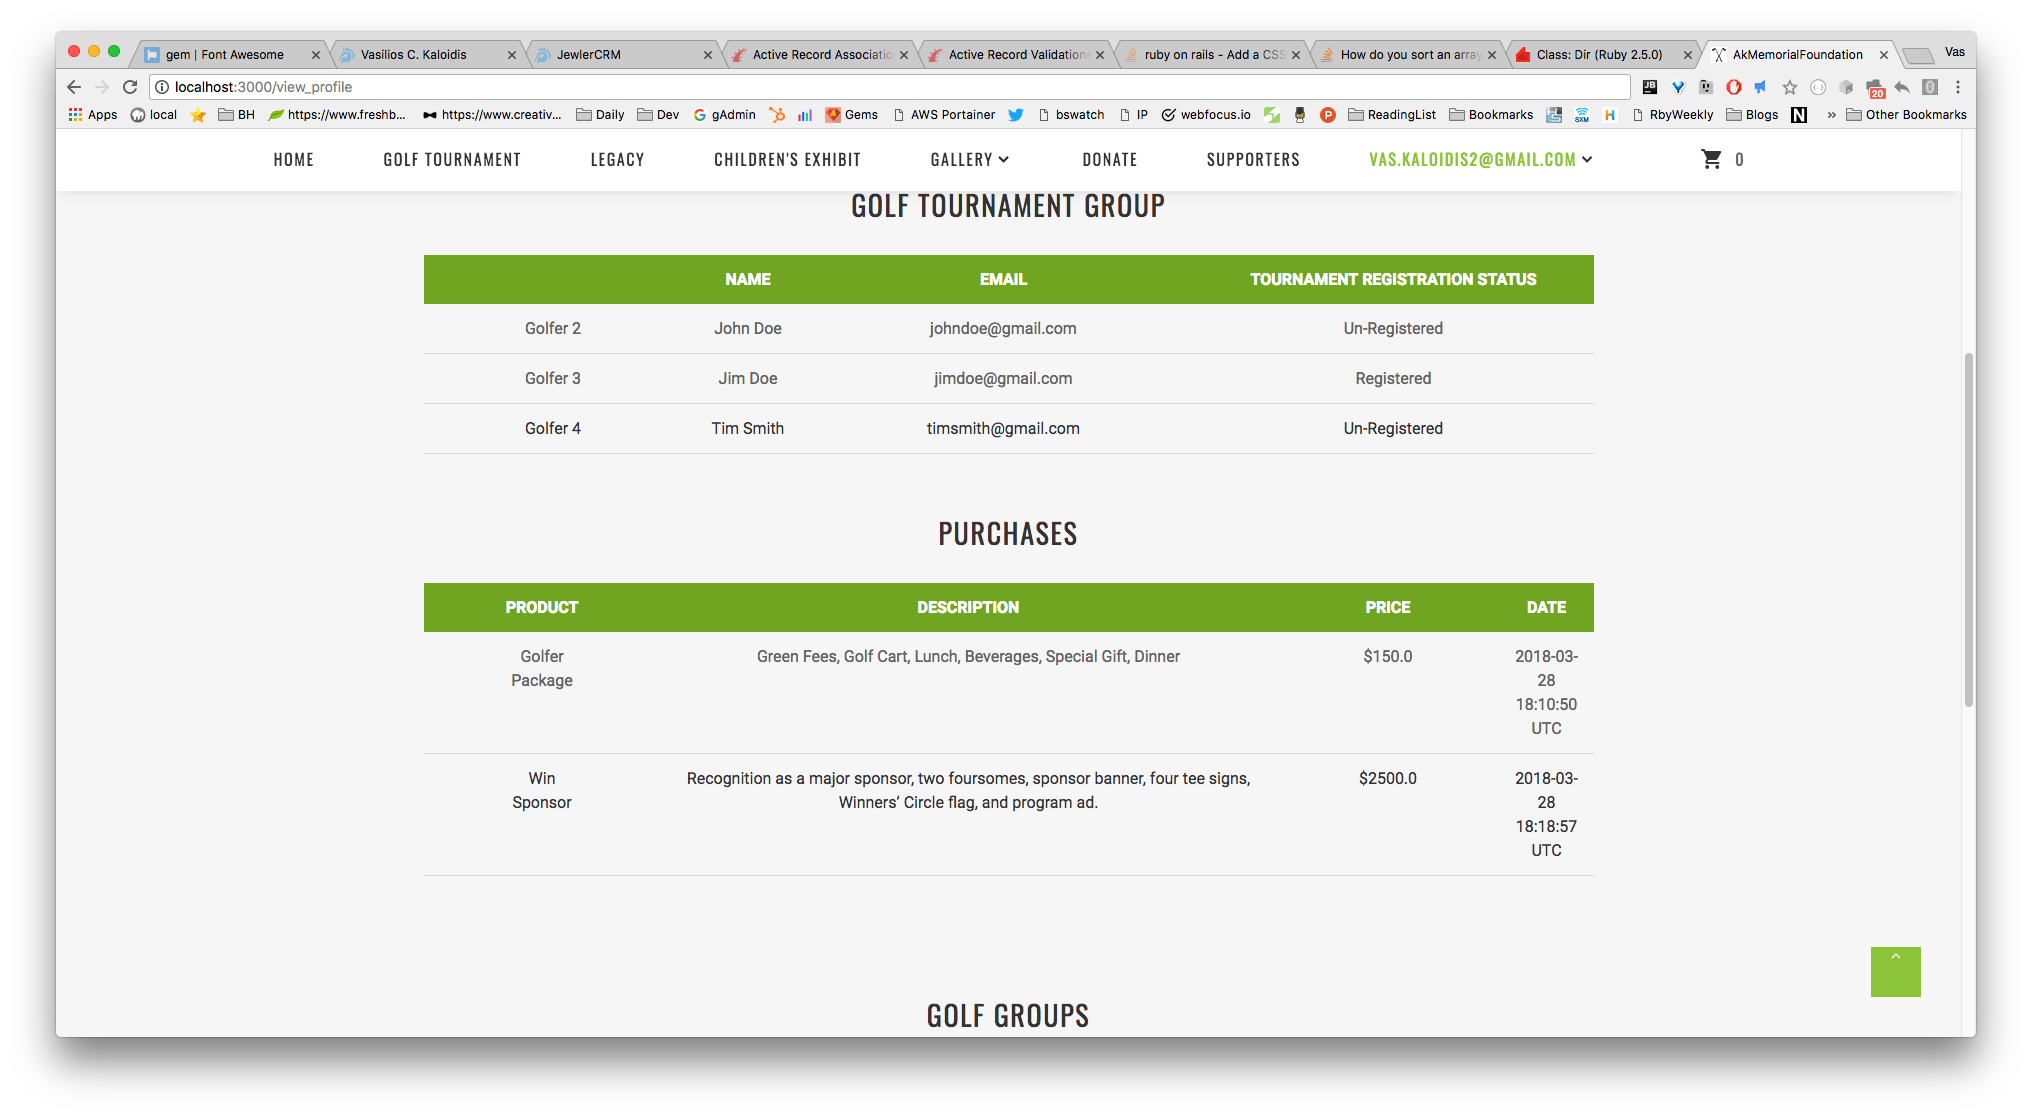 gem | Font Awesome
Vasilios C. Kaloidis
JewlerCRM
Active Record Associatio
Active Record Validations
ruby on rails - Add a CSS
How do you sort an array
Class: Dir (Ruby 2.5.0)
AkMemorialFoundation
Vas
localhost:3000/view_profile
JB
20
Apps
local
BH
https://www.freshb...
https://www.creativ...
Daily
Dev
gAdmin
Gems
AWS Portainer
bswatch
IP
webfocus.io
ReadingList
Bookmarks
SXM
H
RbyWeekly
Blogs
N
»
Other Bookmarks
HOME
GOLF TOURNAMENT
LEGACY
CHILDREN'S EXHIBIT
GALLERY
DONATE
SUPPORTERS
VAS.KALOIDIS2@GMAIL.COM
0
GOLF TOURNAMENT GROUP
NAME EMAIL TOURNAMENT REGISTRATION STATUS
Golfer 2 John Doe johndoe@gmail.com Un-Registered
Golfer 3 Jim Doe jimdoe@gmail.com Registered
Golfer 4 Tim Smith timsmith@gmail.com Un-Registered
PURCHASES
PRODUCT DESCRIPTION PRICE DATE
Golfer
Package
Green Fees, Golf Cart, Lunch, Beverages, Special Gift, Dinner
$150.0
2018-03-
28
18:10:50
UTC
Win
Sponsor
Recognition as a major sponsor, two foursomes, sponsor banner, four tee signs,
Winners’ Circle flag, and program ad.
$2500.0
2018-03-
28
18:18:57
UTC
GOLF GROUPS